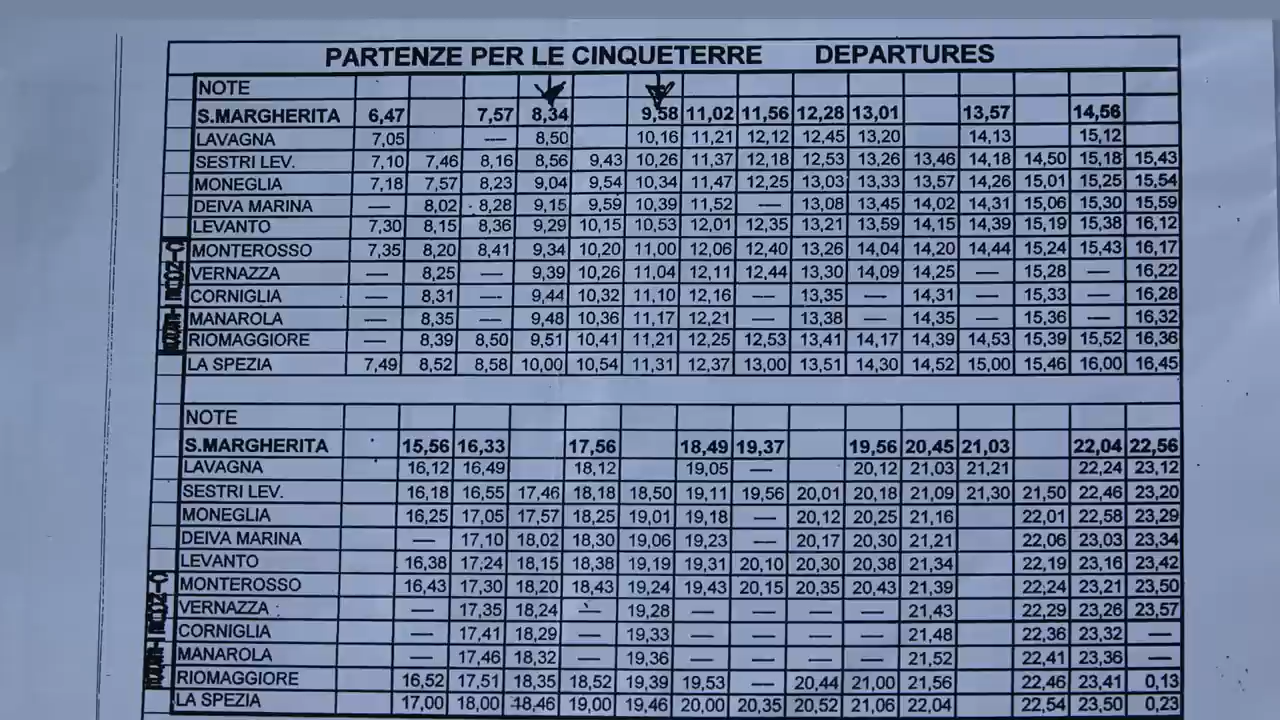 PARTENZE PER LE CINQUETERRE DEPARTURES
NOTE
S.MARGHERITA 6,47 7,57 8,34 9,58 11,02 11,56 12,28 13,01 13,57 14,56
LAVAGNA 7,05 — 8,50 10,16 11,21 12,12 12,45 13,20 14,13 15,12
SESTRI LEV. 7,10 7,46 8,16 8,56 9,43 10,26 11,37 12,18 12,53 13,26 13,46 14,18 14,50 15,18 15,43
MONEGLIA 7,18 7,57 8,23 9,04 9,54 10,34 11,47 12,25 13,03 13,33 13,57 14,26 15,01 15,25 15,54
DEIVA MARINA — 8,02 8,28 9,15 9,59 10,39 11,52 — 13,08 13,45 14,02 14,31 15,06 15,30 15,59
LEVANTO 7,30 8,15 8,36 9,29 10,15 10,53 12,01 12,35 13,21 13,59 14,15 14,39 15,19 15,38 16,12
MONTEROSSO 7,35 8,20 8,41 9,34 10,20 11,00 12,06 12,40 13,26 14,04 14,20 14,44 15,24 15,43 16,17
VERNAZZA — 8,25 — 9,39 10,26 11,04 12,11 12,44 13,30 14,09 14,25 — 15,28 — 16,22
CORNIGLIA — 8,31 — 9,44 10,32 11,10 12,16 — 13,35 — 14,31 — 15,33 — 16,28
MANAROLA — 8,35 — 9,48 10,36 11,17 12,21 — 13,38 — 14,35 — 15,36 — 16,32
RIOMAGGIORE — 8,39 8,50 9,51 10,41 11,21 12,25 12,53 13,41 14,17 14,39 14,53 15,39 15,52 16,36
LA SPEZIA 7,49 8,52 8,58 10,00 10,54 11,31 12,37 13,00 13,51 14,30 14,52 15,00 15,46 16,00 16,45
NOTE
S.MARGHERITA 15,56 16,33 17,56 18,49 19,37 19,56 20,45 21,03 22,04 22,56
LAVAGNA 16,12 16,49 18,12 19,05 — 20,12 21,03 21,21 22,24 23,12
SESTRI LEV. 16,18 16,55 17,46 18,18 18,50 19,11 19,56 20,01 20,18 21,09 21,30 21,50 22,46 23,20
MONEGLIA 16,25 17,05 17,57 18,25 19,01 19,18 — 20,12 20,25 21,16 22,01 22,58 23,29
DEIVA MARINA — 17,10 18,02 18,30 19,06 19,23 — 20,17 20,30 21,21 22,06 23,03 23,34
LEVANTO 16,38 17,24 18,15 18,38 19,19 19,31 20,10 20,30 20,38 21,34 22,19 23,16 23,42
MONTEROSSO 16,43 17,30 18,20 18,43 19,24 19,43 20,15 20,35 20,43 21,39 22,24 23,21 23,50
VERNAZZA — 17,35 18,24 — 19,28 — — — — 21,43 22,29 23,26 23,57
CORNIGLIA — 17,41 18,29 — 19,33 — — — — 21,48 22,36 23,32 —
MANAROLA — 17,46 18,32 — 19,36 — — — — 21,52 22,41 23,36 —
RIOMAGGIORE 16,52 17,51 18,35 18,52 19,39 19,53 — 20,44 21,00 21,56 22,46 23,41 0,13
LA SPEZIA 17,00 18,00 18,46 19,00 19,46 20,00 20,35 20,52 21,06 22,04 22,54 23,50 0,23